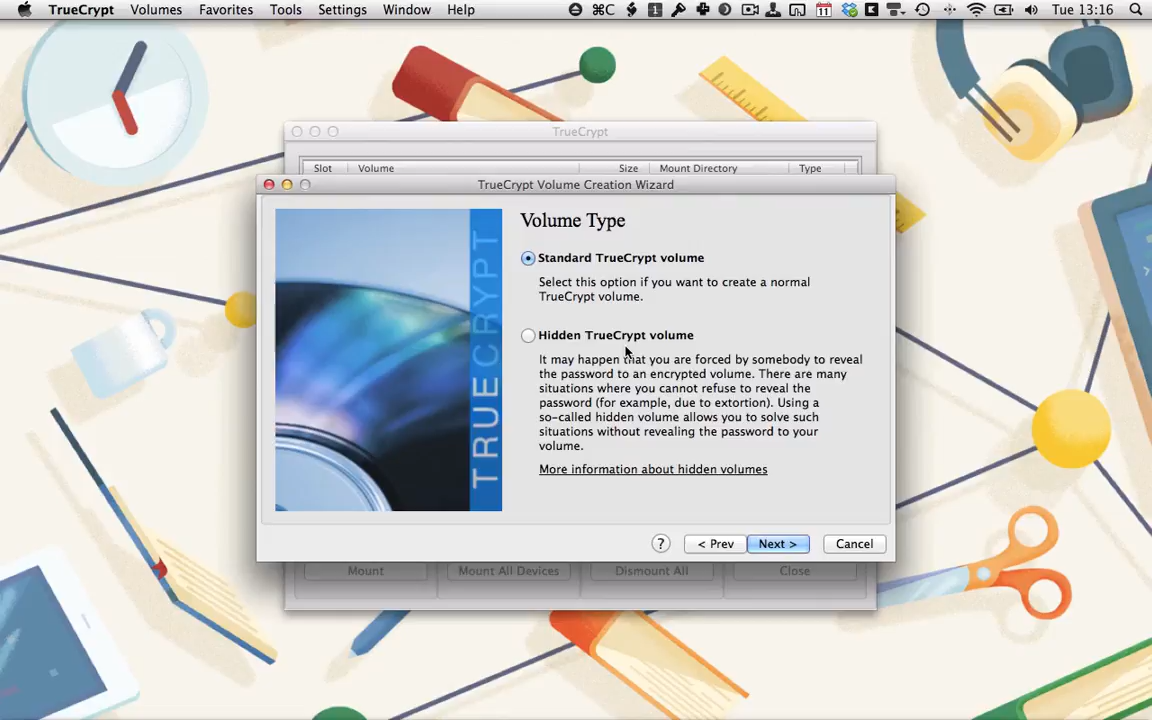 TrueCrypt Volumes Favorites Tools Settings Window Help
⌘C 1 11 Tue 13:16
TrueCrypt
Slot Volume Size Mount Directory Type
TrueCrypt Volume Creation Wizard
TRUECRYPT
Volume Type
Standard TrueCrypt volume
Select this option if you want to create a normal
TrueCrypt volume.
Hidden TrueCrypt volume
It may happen that you are forced by somebody to reveal
the password to an encrypted volume. There are many
situations where you cannot refuse to reveal the
password (for example, due to extortion). Using a
so-called hidden volume allows you to solve such
situations without revealing the password to your
volume.
More information about hidden volumes
? < Prev Next > Cancel
Mount Mount All Devices Dismount All Close